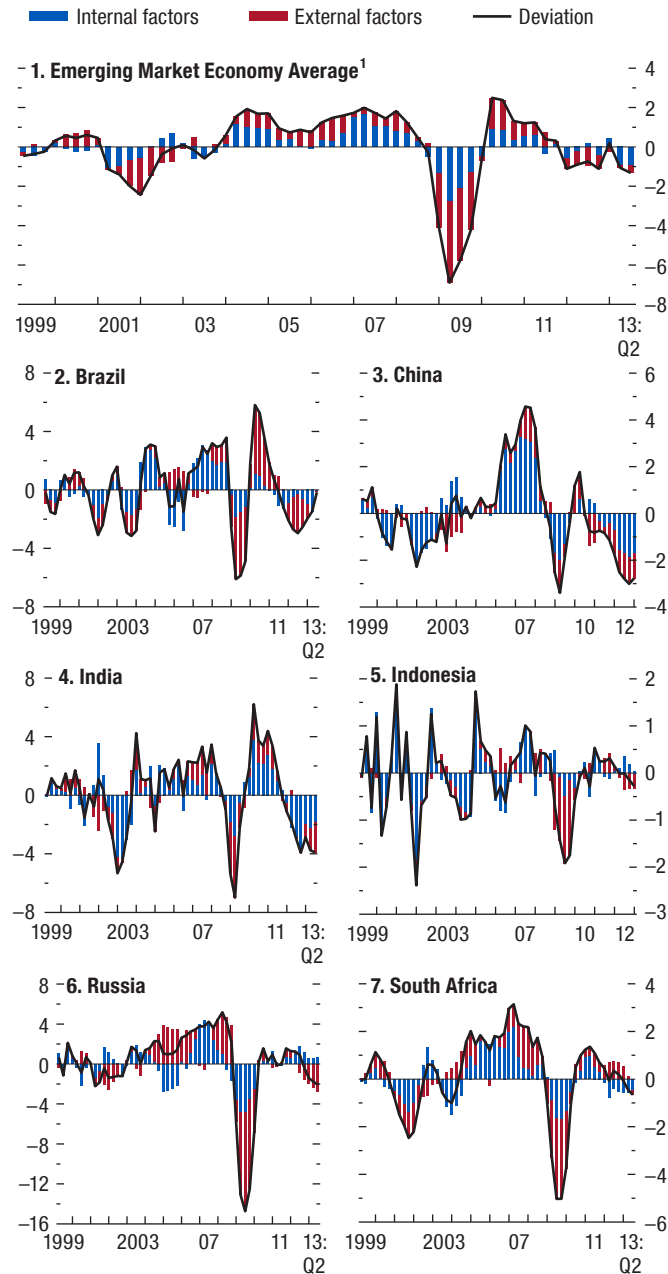 Internal factors External factors Deviation
1. Emerging Market Economy Average¹
4
2
0
−2
−4
−6
−8
1999 2001 03 05 07 09 11 13:
Q2
2. Brazil
8
4
0
−4
−8
1999 2003 07 11 13:
Q2
3. China
6
4
2
0
−2
−4
1999 2003 07 10 12
4. India
8
4
0
−4
−8
1999 2003 07 11 13:
Q2
5. Indonesia
2
1
0
−1
−2
−3
1999 2003 07 10 12
6. Russia
8
4
0
−4
−8
−12
−16
1999 2003 07 11 13:
Q2
7. South Africa
4
2
0
−2
−4
−6
1999 2003 07 11 13:
Q2